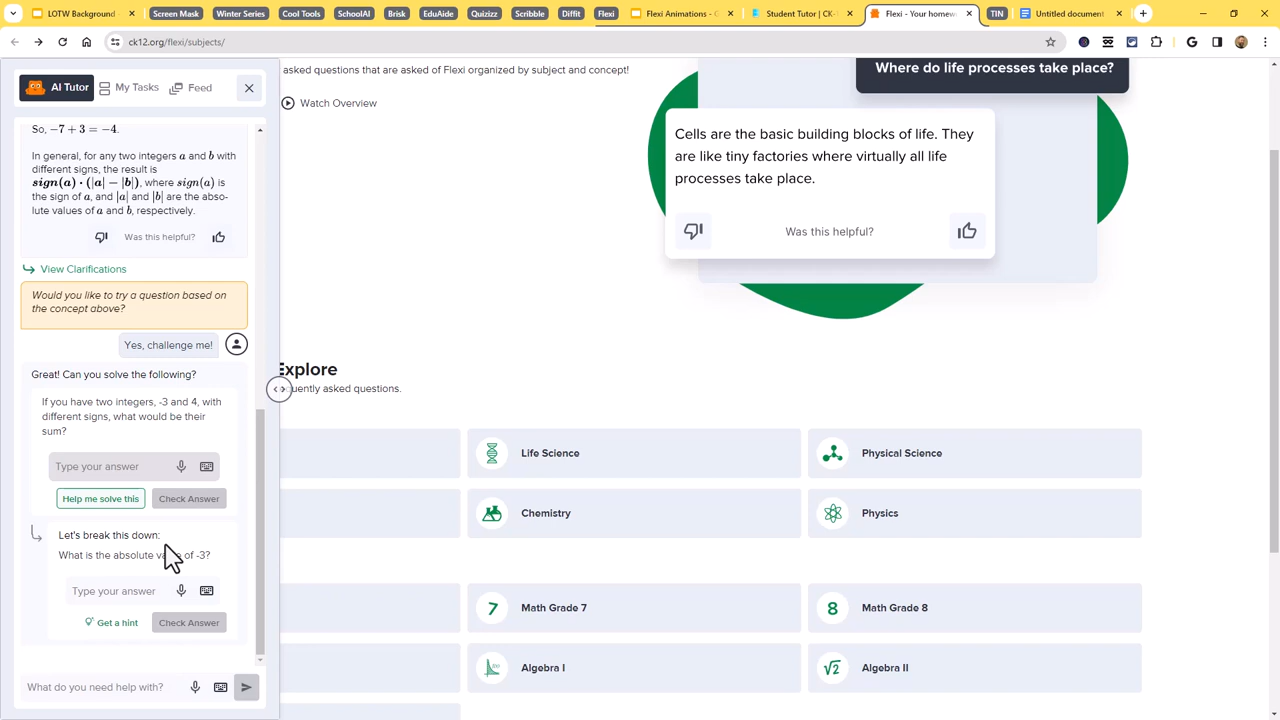 LOTW Background
Screen Mask
Winter Series
Cool Tools
SchoolAI
Brisk
EduAide
Quizizz
Scribble
Diffit
Flexi
Flexi Animations - G
Student Tutor | CK-1
Flexi - Your homew
TIN
Untitled document
ck12.org/flexi/subjects/
AI Tutor
My Tasks
Feed
So, −7 + 3 = −4.
In general, for any two integers a and b with
different signs, the result is
sign(a) · (|a| − |b|), where sign(a) is
the sign of a, and |a| and |b| are the abso-
lute values of a and b, respectively.
Was this helpful?
View Clarifications
Would you like to try a question based on
the concept above?
Yes, challenge me!
Great! Can you solve the following?
If you have two integers, -3 and 4, with
different signs, what would be their
sum?
Type your answer
Help me solve this
Check Answer
Let's break this down:
What is the absolute value of -3?
Type your answer
Get a hint
Check Answer
What do you need help with?
asked questions that are asked of Flexi organized by subject and concept!
Watch Overview
Where do life processes take place?
Cells are the basic building blocks of life. They
are like tiny factories where virtually all life
processes take place.
Was this helpful?
Explore
quently asked questions.
Life Science
Physical Science
Chemistry
Physics
7 Math Grade 7
8 Math Grade 8
Algebra I
Algebra II